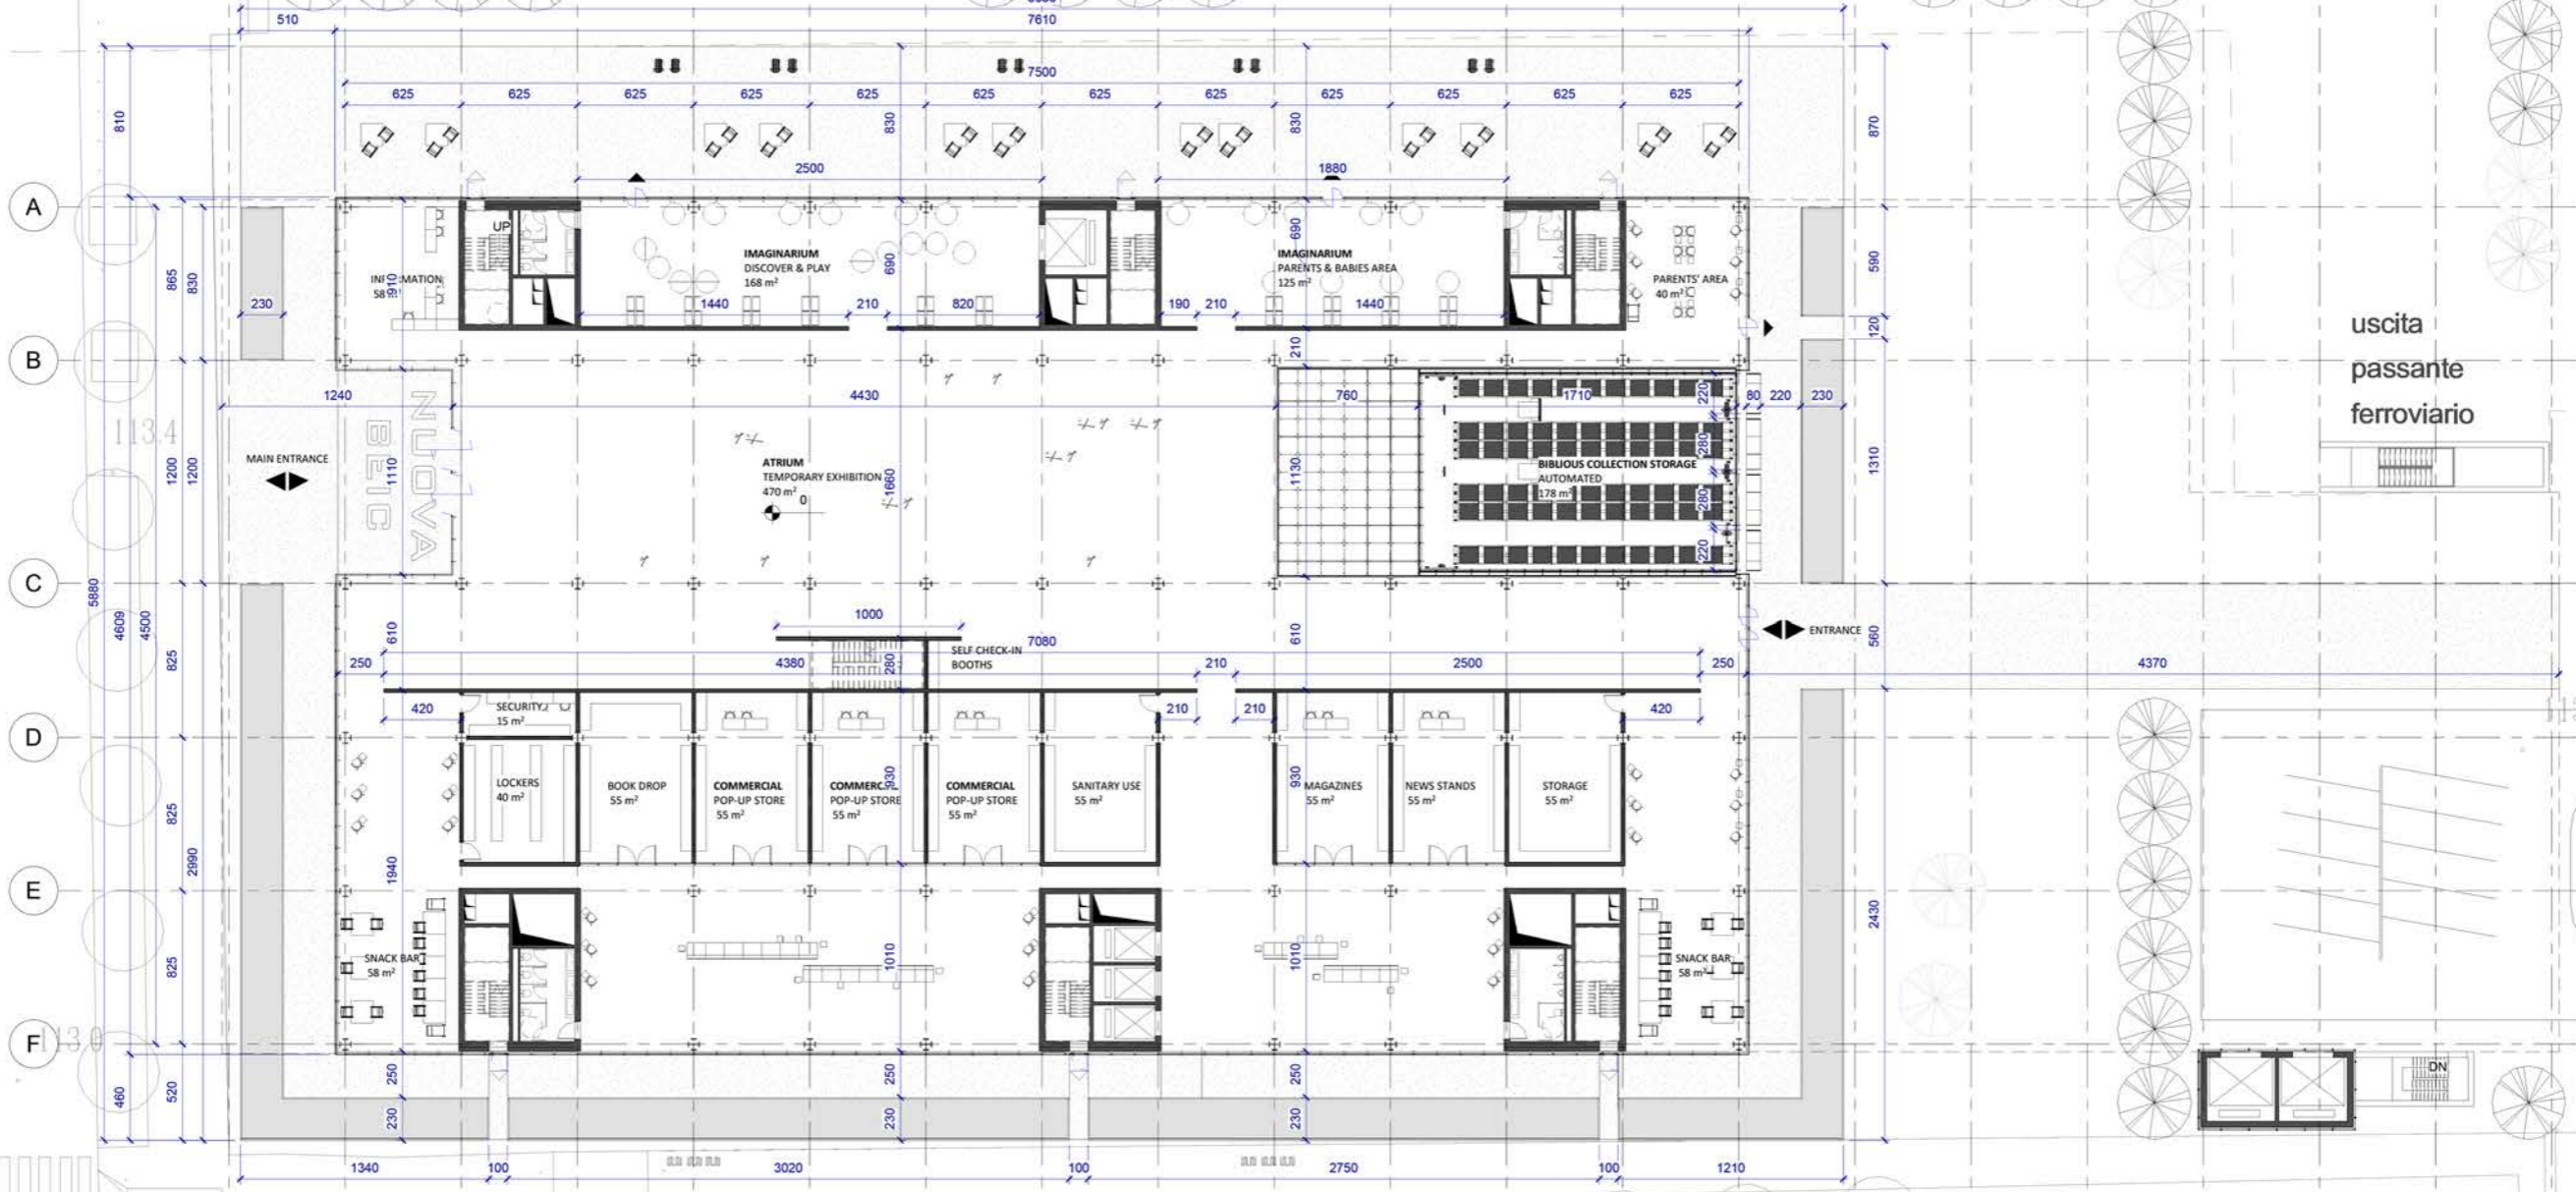 510
7610
7500
625 625 625 625 625 625 625 625 625 625 625 625
810
830
830
870
2500
1880
A
UP
IMAGINARIUM
DISCOVER & PLAY
168 m²
690
690
IMAGINARIUM
PARENTS & BABIES AREA
125 m²
PARENTS' AREA
40 m²
58
910
865
830
590
230
1440
210
820
190
210
1440
120
B
210
uscita
passante
ferroviario
1240
4430
760
1710
220
80
220
230
113.4
NUOVA
BEIC
MAIN ENTRANCE
1200
1200
1110
ATRIUM
TEMPORARY EXHIBITION
470 m²
0
1660
1130
BIBLIOUS COLLECTION STORAGE
AUTOMATED
178 m²
280
280
220
1310
C
5880
4609
4500
825
610
1000
7080
610
ENTRANCE
560
250
4380
280
SELF CHECK-IN
BOOTHS
210
2500
250
4370
420
SECURITY
15 m²
210
210
420
D
LOCKERS
40 m²
BOOK DROP
55 m²
COMMERCIAL
POP-UP STORE
55 m²
POP-UP STORE
55 m²
930
COMMERCIAL
POP-UP STORE
55 m²
SANITARY USE
55 m²
930
MAGAZINES
55 m²
NEWS STANDS
55 m²
STORAGE
55 m²
825
2990
1940
E
2430
825
SNACK BAR
58 m²
1010
1010
SNACK BAR
58 m²
F
113.0
DN
460
520
250
250
250
230
230
230
1340
100
3020
100
2750
100
1210